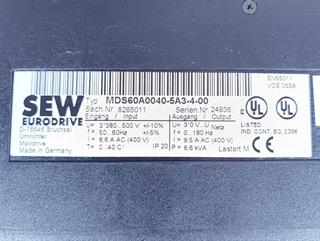 EN55011
VDE 0558
Typ MDS60A0040-5A3-4-00
Sach.Nr. 8265011 Serien Nr. 24936
Eingang / Input Ausgang / Output
SEW
EURODRIVE
D-76646 Bruchsal
Umrichter
Movidrive
Made in Germany
U= 3*380...500 V +/-10% U= 3*0 V...U Netz
f = 50...60Hz +/-5% f = 0...180 Hz
I = 8,6 A AC (400 V) I = 9,5 A AC (400 V)
T= 0...40 C° IP 20 P= 6,6 kVA Lastart M
C UL UL CE
LISTED
IND. CONT. EQ. 2D06